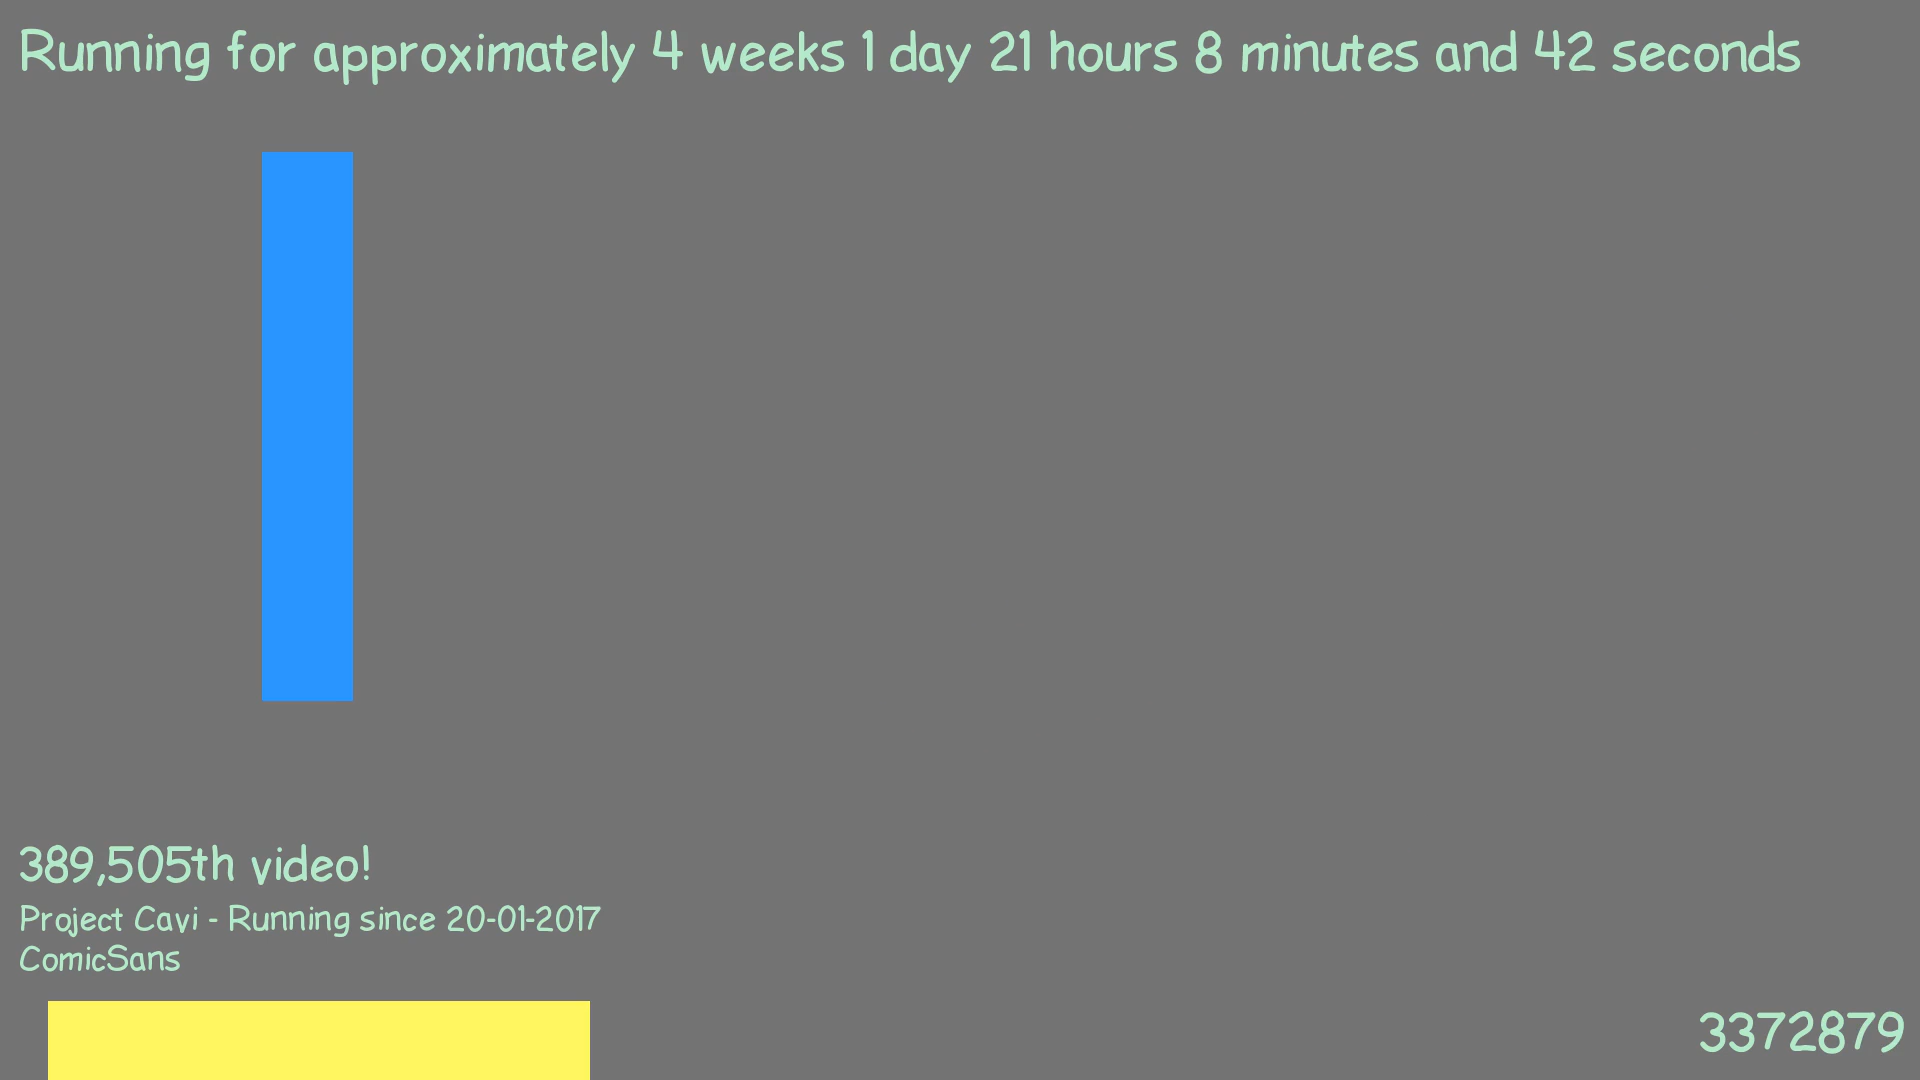 Running for approximately 4 weeks 1 day 21 hours 8 minutes and 42 seconds
389,505th video!
Project Cavi - Running since 20-01-2017
ComicSans
3372879